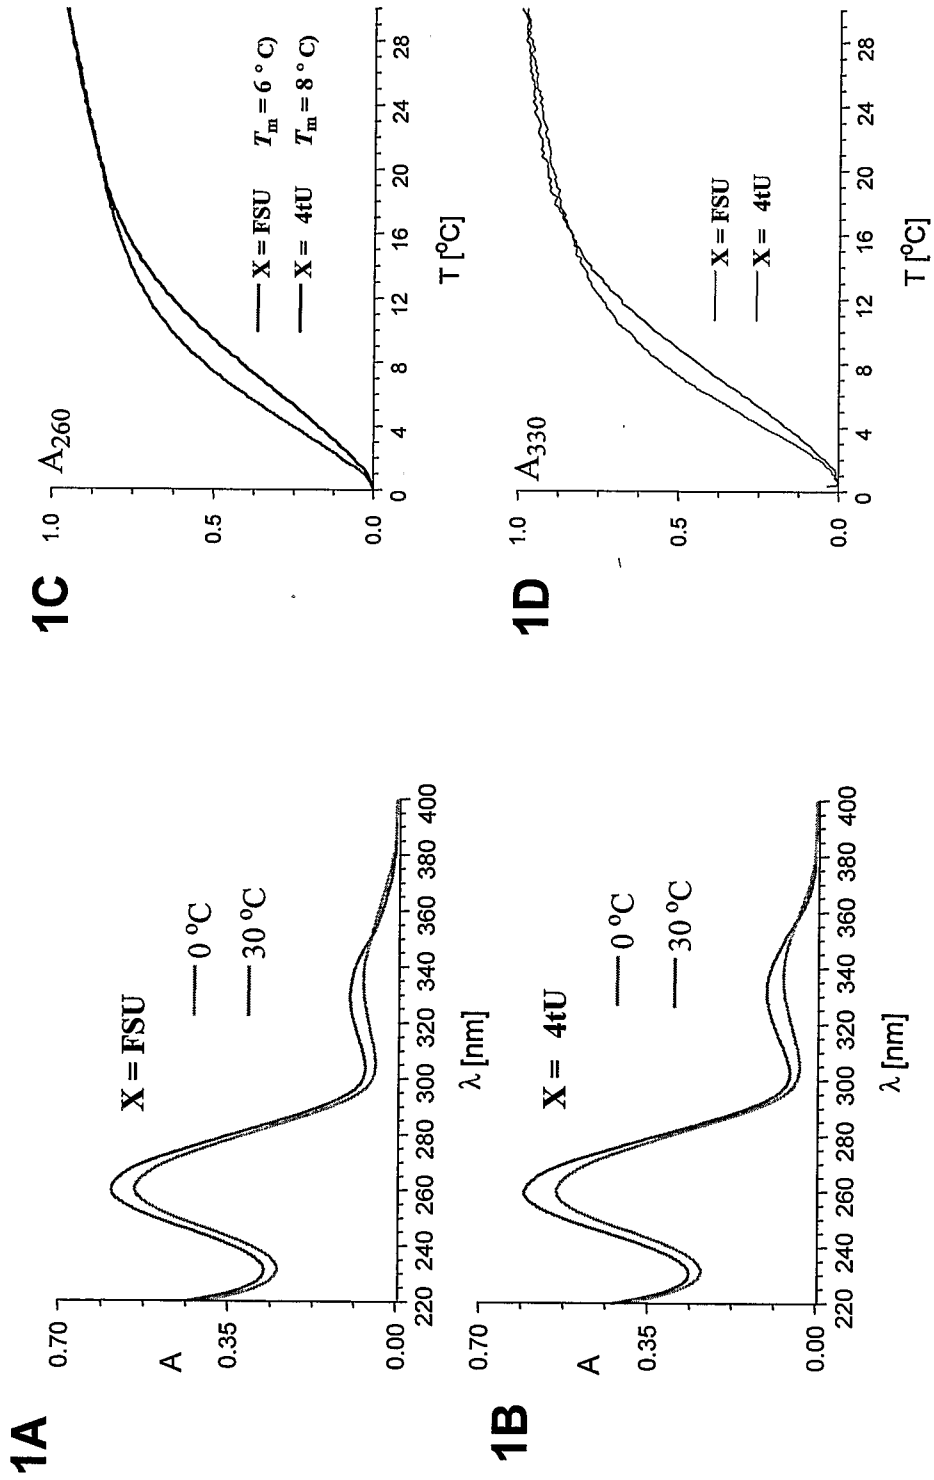 1A
0.70
0.35
0.00
A
X = FSU
0 °C
30 °C
220 240 260 280 300 320 340 360 380 400
λ [nm]
1B
0.70
0.35
0.00
A
X = 4tU
0 °C
30 °C
220 240 260 280 300 320 340 360 380 400
λ [nm]
1C
1.0
0.5
0.0
A260
X = FSU Tm = 6 °C)
X = 4tU Tm = 8 °C)
0 4 8 12 16 20 24 28
T [°C]
1D
1.0
0.5
0.0
A330
X = FSU
X = 4tU
0 4 8 12 16 20 24 28
T [°C]